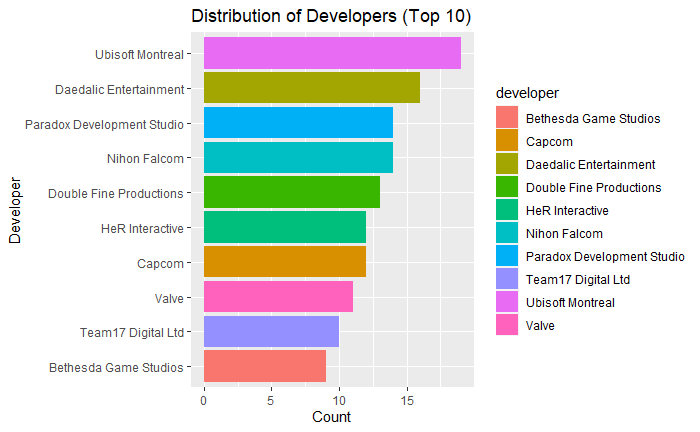 Distribution of Developers (Top 10)
Developer
Ubisoft Montreal
Daedalic Entertainment
Paradox Development Studio
Nihon Falcom
Double Fine Productions
HeR Interactive
Capcom
Valve
Team17 Digital Ltd
Bethesda Game Studios
0 5 10 15
Count
developer
Bethesda Game Studios
Capcom
Daedalic Entertainment
Double Fine Productions
HeR Interactive
Nihon Falcom
Paradox Development Studio
Team17 Digital Ltd
Ubisoft Montreal
Valve